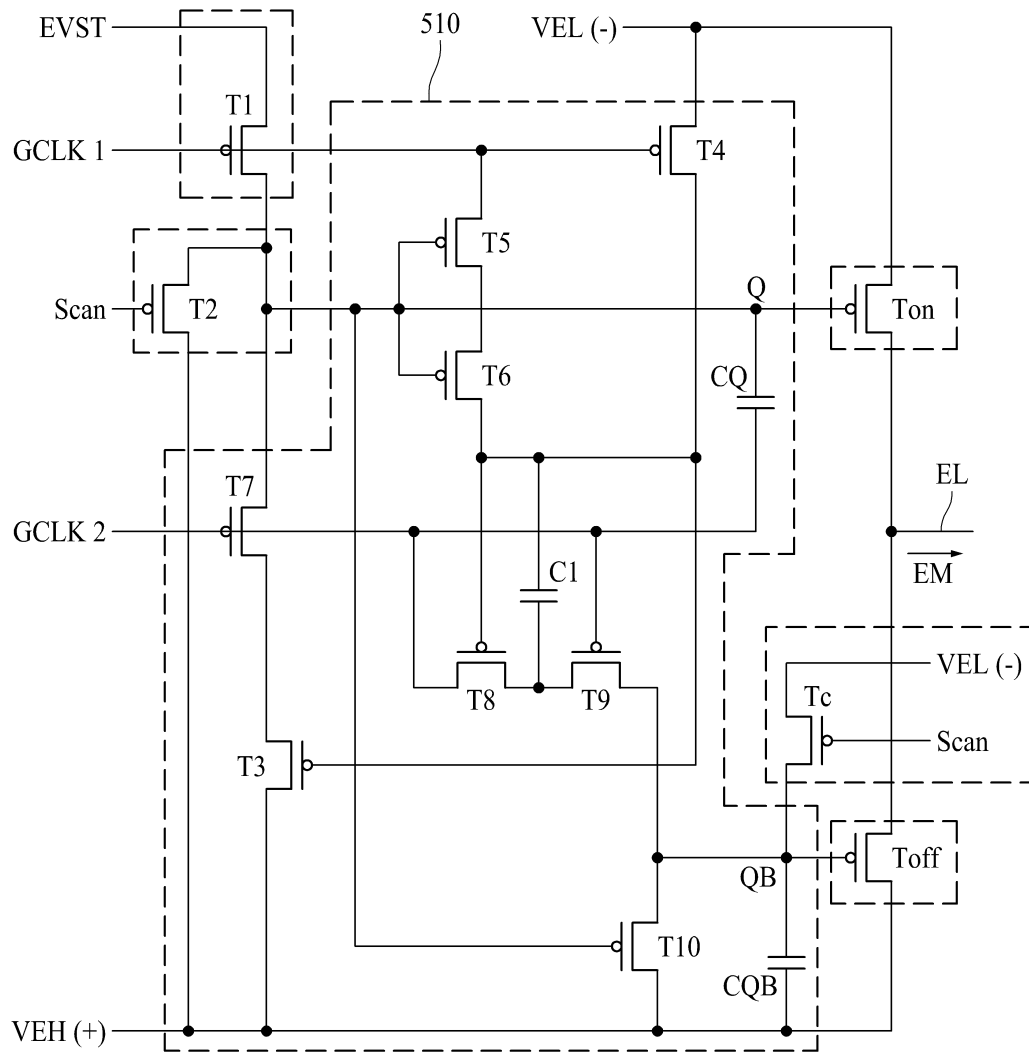 EVST
510
VEL (-)
T1
GCLK 1
T4
T5
Scan
T2
Q
Ton
T6
CQ
T7
EL
GCLK 2
EM
C1
VEL (-)
T8
T9
Tc
Scan
T3
QB
Toff
T10
CQB
VEH (+)